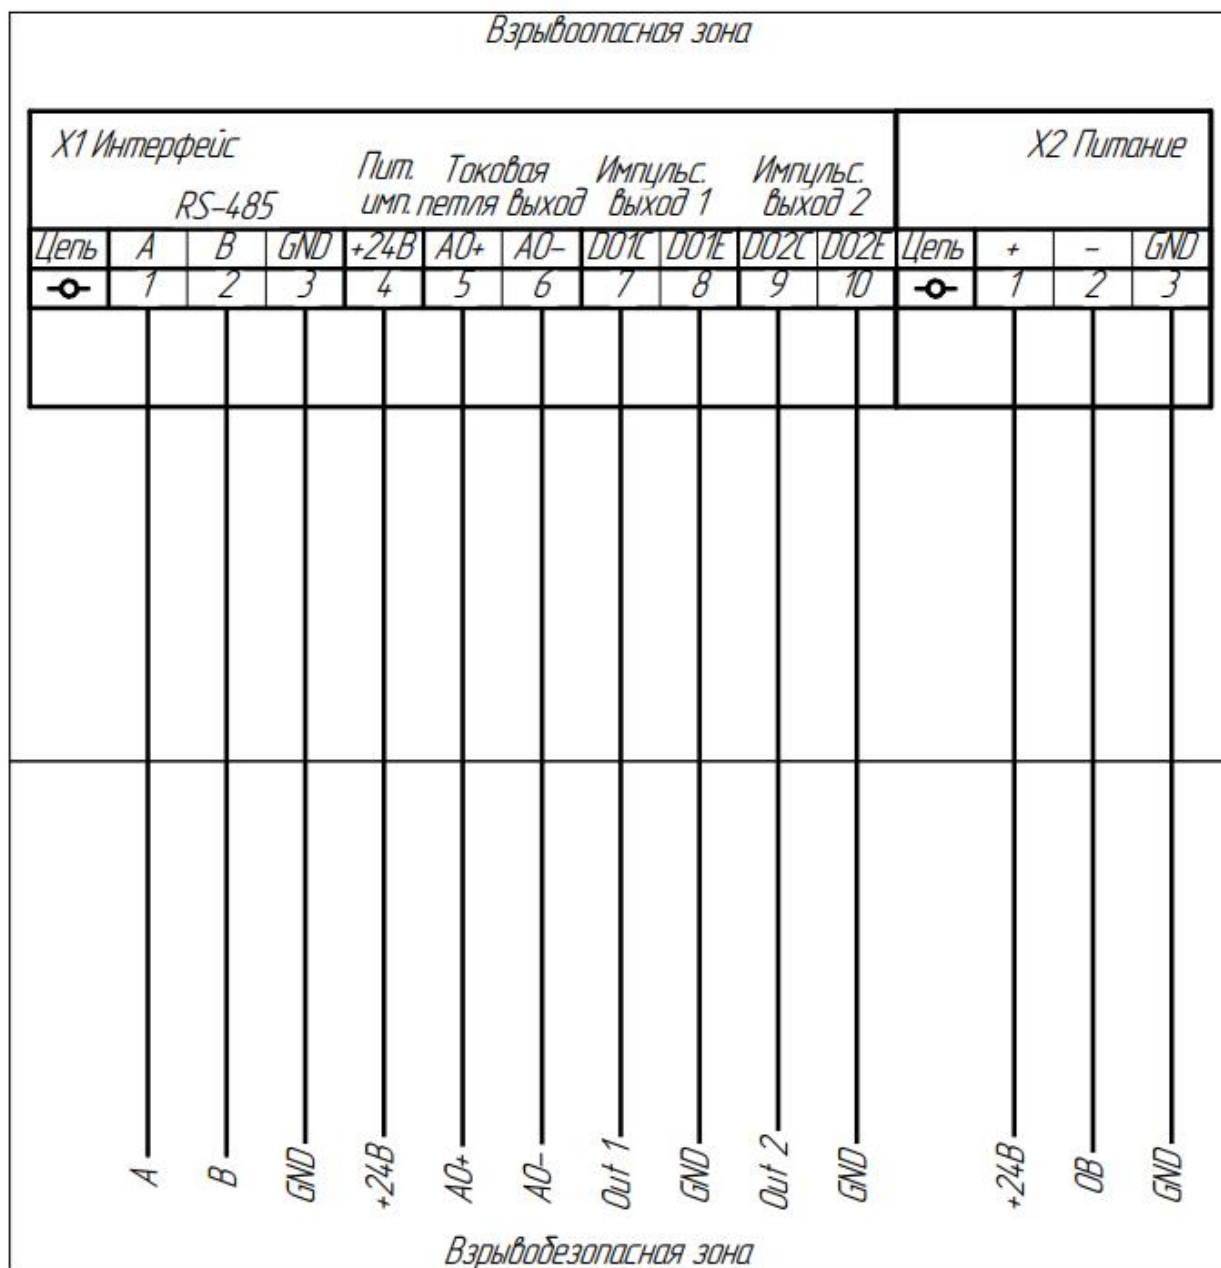 Взрывоопасная зона
X1 Интерфейс
RS-485
Пит. имп.
Токовая петля выход
Импульс. выход 1
Импульс. выход 2
X2 Питание
Цепь A B GND +24В AO+ AO- DO1C DO1E DO2C DO2E Цепь + - GND
1 2 3 4 5 6 7 8 9 10 1 2 3
A B GND +24В AO+ AO- Out 1 GND Out 2 GND +24В 0В GND
Взрывобезопасная зона